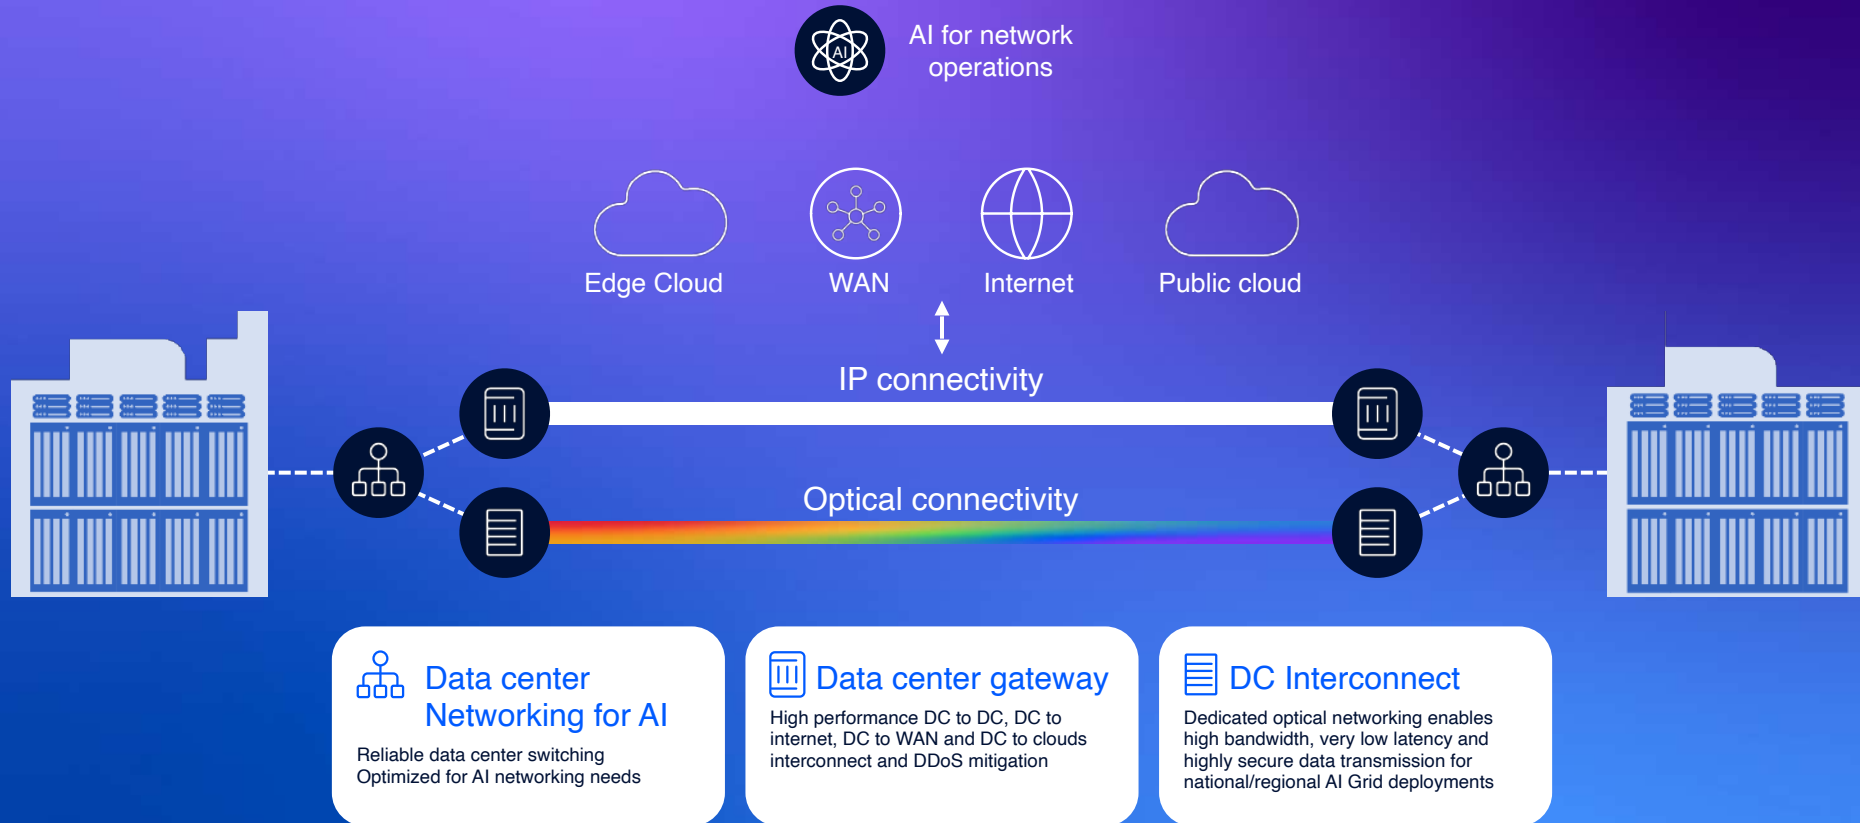 AI
AI for network
operations
Edge Cloud
WAN
Internet
Public cloud
IP connectivity
Optical connectivity
Data center
Networking for AI
Reliable data center switching
Optimized for AI networking needs
Data center gateway
High performance DC to DC, DC to
internet, DC to WAN and DC to clouds
interconnect and DDoS mitigation
DC Interconnect
Dedicated optical networking enables
high bandwidth, very low latency and
highly secure data transmission for
national/regional AI Grid deployments